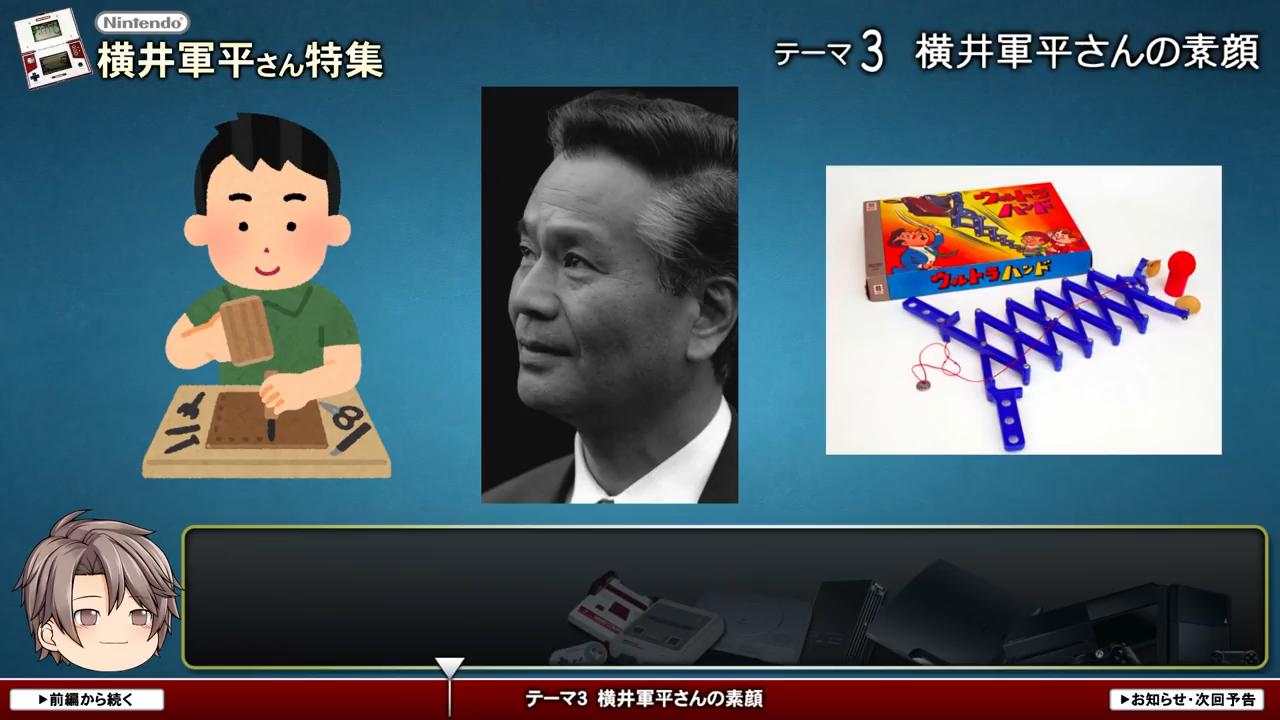 Nintendo
横井軍平さん特集
テーマ3 横井軍平さんの素顔
ウルトラ
ハンド
ウルトラハンド
▶前編から続く
テーマ3 横井軍平さんの素顔
▶お知らせ・次回予告